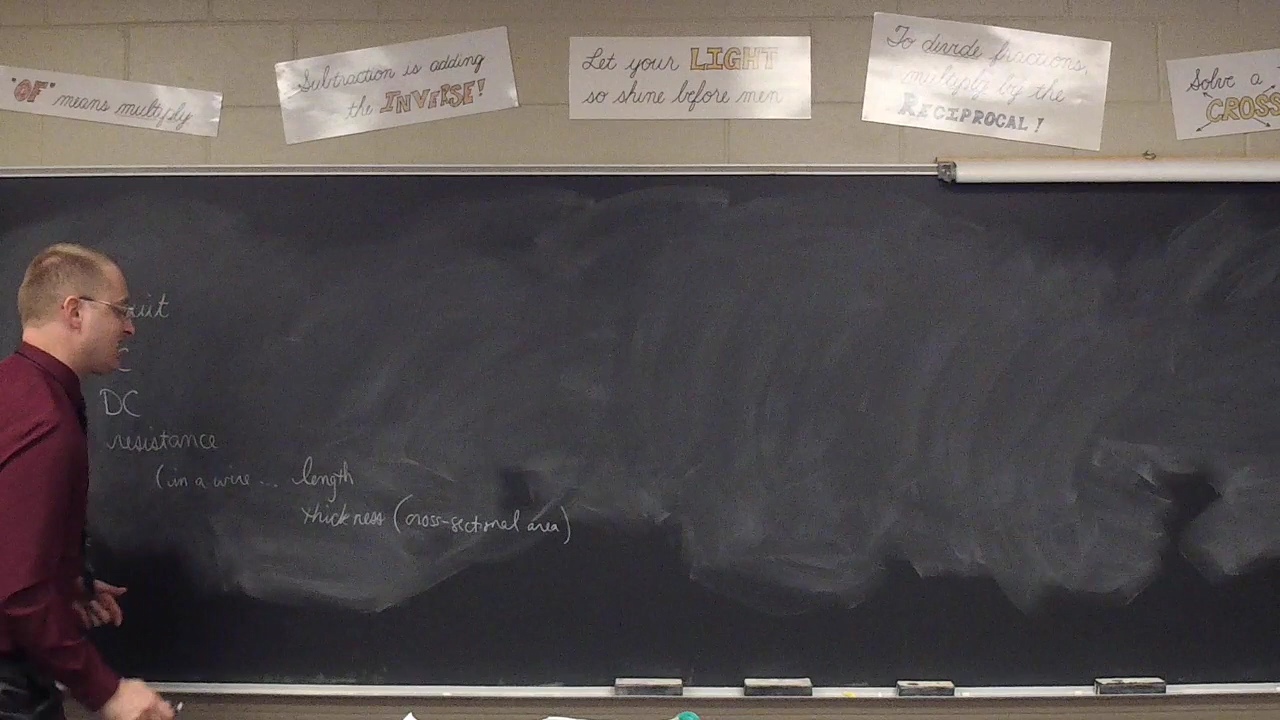 "OF" means multiply
Subtraction is adding
the INVERSE!
Let your LIGHT
so shine before men
To divide fractions,
multiply by the
RECIPROCAL!
Solve a
CROSS
DC
resistance
(in a wire... length
thickness (cross-sectional area)